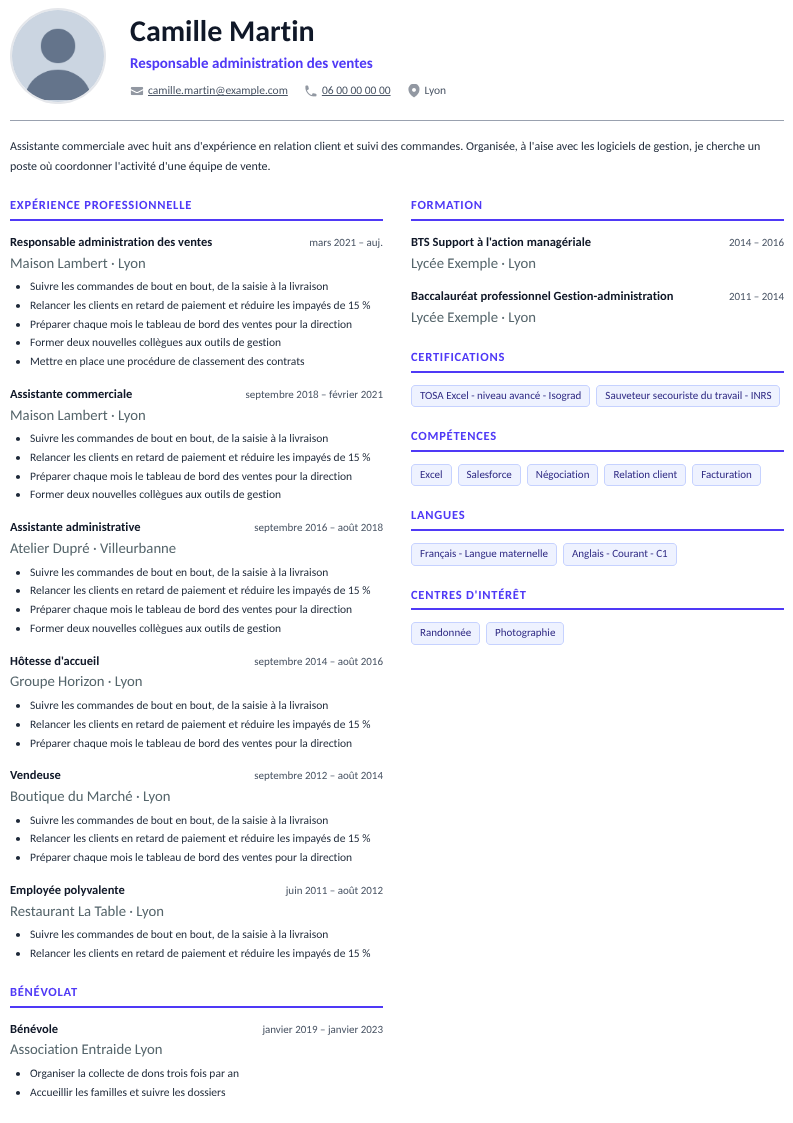 Camille Martin
Responsable administration des ventes
camille.martin@example.com 06 00 00 00 00 Lyon
Assistante commerciale avec huit ans d'expérience en relation client et suivi des commandes. Organisée, à l'aise avec les logiciels de gestion, je cherche un
poste où coordonner l'activité d'une équipe de vente.
EXPÉRIENCE PROFESSIONNELLE
Responsable administration des ventes mars 2021 – auj.
Maison Lambert · Lyon
• Suivre les commandes de bout en bout, de la saisie à la livraison
• Relancer les clients en retard de paiement et réduire les impayés de 15 %
• Préparer chaque mois le tableau de bord des ventes pour la direction
• Former deux nouvelles collègues aux outils de gestion
• Mettre en place une procédure de classement des contrats
Assistante commerciale septembre 2018 – février 2021
Maison Lambert · Lyon
• Suivre les commandes de bout en bout, de la saisie à la livraison
• Relancer les clients en retard de paiement et réduire les impayés de 15 %
• Préparer chaque mois le tableau de bord des ventes pour la direction
• Former deux nouvelles collègues aux outils de gestion
Assistante administrative septembre 2016 – août 2018
Atelier Dupré · Villeurbanne
• Suivre les commandes de bout en bout, de la saisie à la livraison
• Relancer les clients en retard de paiement et réduire les impayés de 15 %
• Préparer chaque mois le tableau de bord des ventes pour la direction
• Former deux nouvelles collègues aux outils de gestion
Hôtesse d'accueil septembre 2014 – août 2016
Groupe Horizon · Lyon
• Suivre les commandes de bout en bout, de la saisie à la livraison
• Relancer les clients en retard de paiement et réduire les impayés de 15 %
• Préparer chaque mois le tableau de bord des ventes pour la direction
Vendeuse septembre 2012 – août 2014
Boutique du Marché · Lyon
• Suivre les commandes de bout en bout, de la saisie à la livraison
• Relancer les clients en retard de paiement et réduire les impayés de 15 %
• Préparer chaque mois le tableau de bord des ventes pour la direction
Employée polyvalente juin 2011 – août 2012
Restaurant La Table · Lyon
• Suivre les commandes de bout en bout, de la saisie à la livraison
• Relancer les clients en retard de paiement et réduire les impayés de 15 %
BÉNÉVOLAT
Bénévole janvier 2019 – janvier 2023
Association Entraide Lyon
• Organiser la collecte de dons trois fois par an
• Accueillir les familles et suivre les dossiers
FORMATION
BTS Support à l'action managériale 2014 – 2016
Lycée Exemple · Lyon
Baccalauréat professionnel Gestion-administration 2011 – 2014
Lycée Exemple · Lyon
CERTIFICATIONS
TOSA Excel - niveau avancé - Isograd Sauveteur secouriste du travail - INRS
COMPÉTENCES
Excel Salesforce Négociation Relation client Facturation
LANGUES
Français - Langue maternelle Anglais - Courant - C1
CENTRES D'INTÉRÊT
Randonnée Photographie